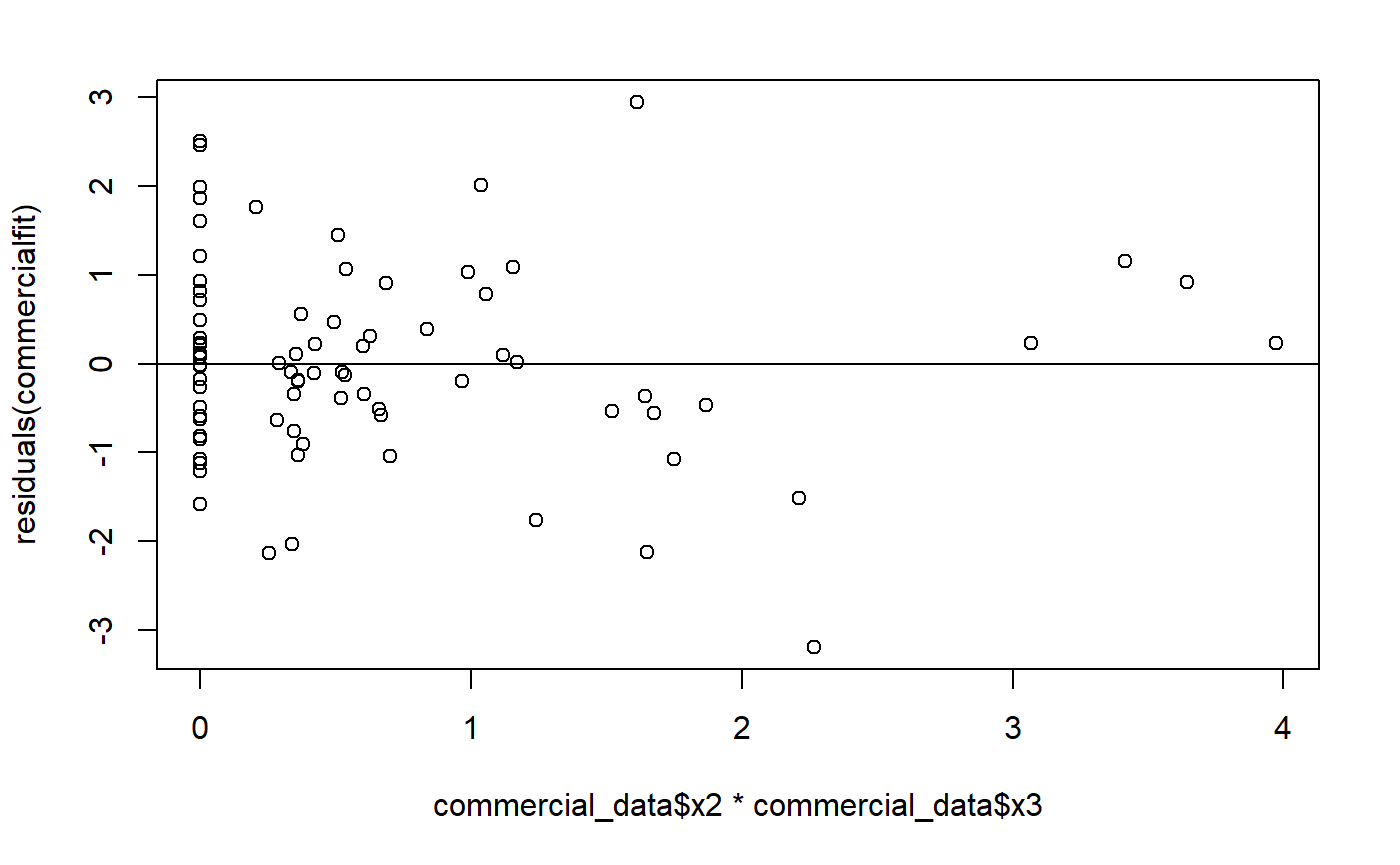 residuals(commercialfit)
3
2
1
0
-1
-2
-3
0 1 2 3 4
commercial_data$x2 * commercial_data$x3